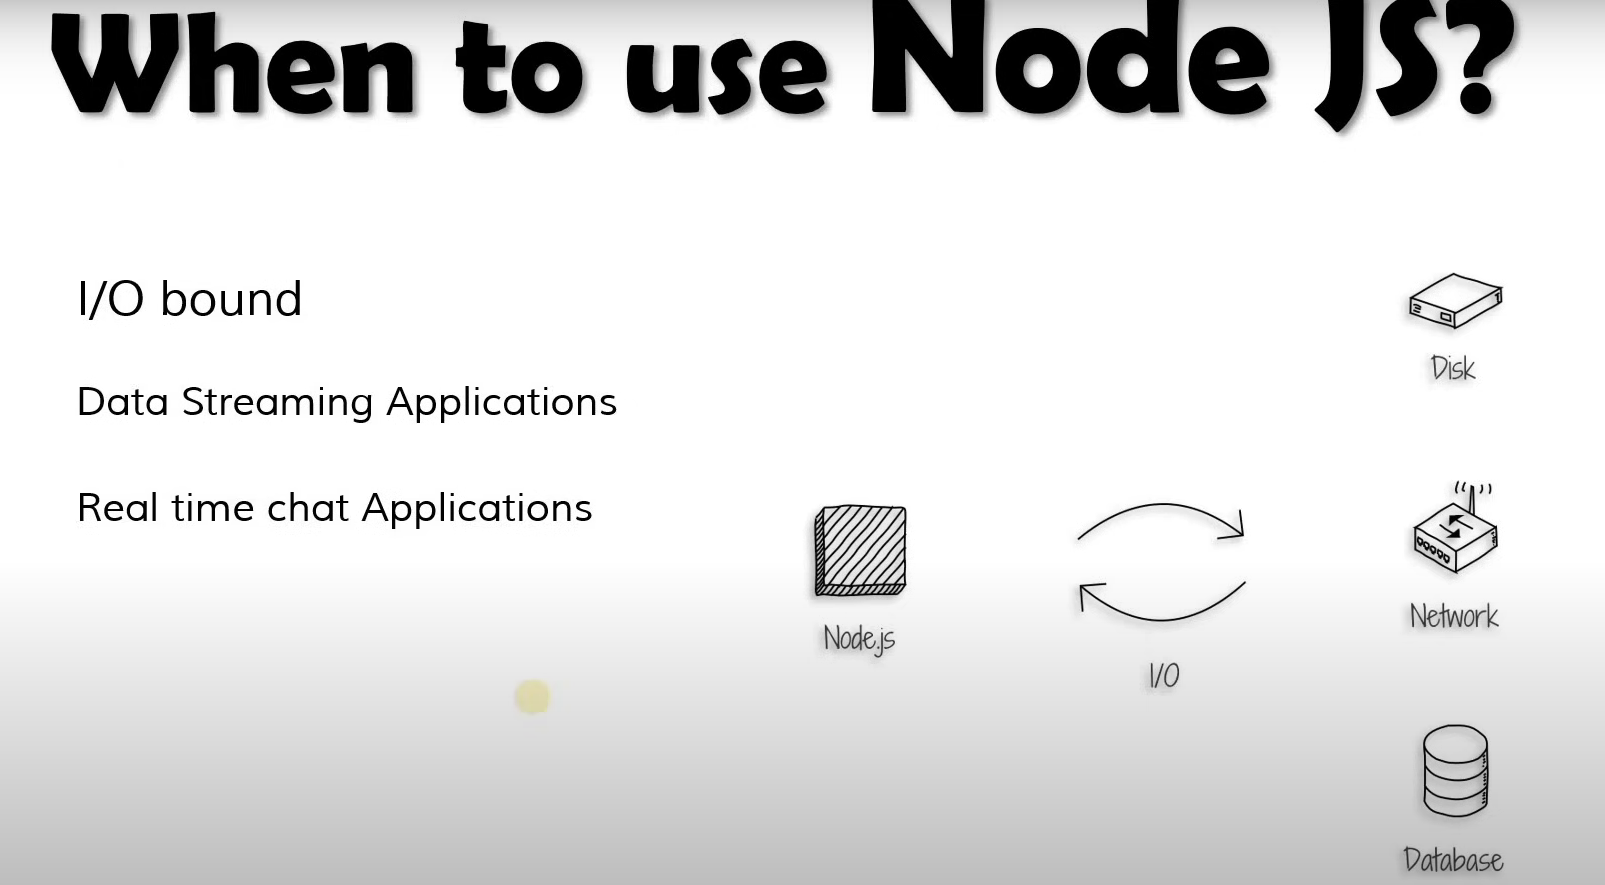 When to use Node JS?
I/O bound
Data Streaming Applications
Real time chat Applications
Disk
Node.js
I/O
Network
Database